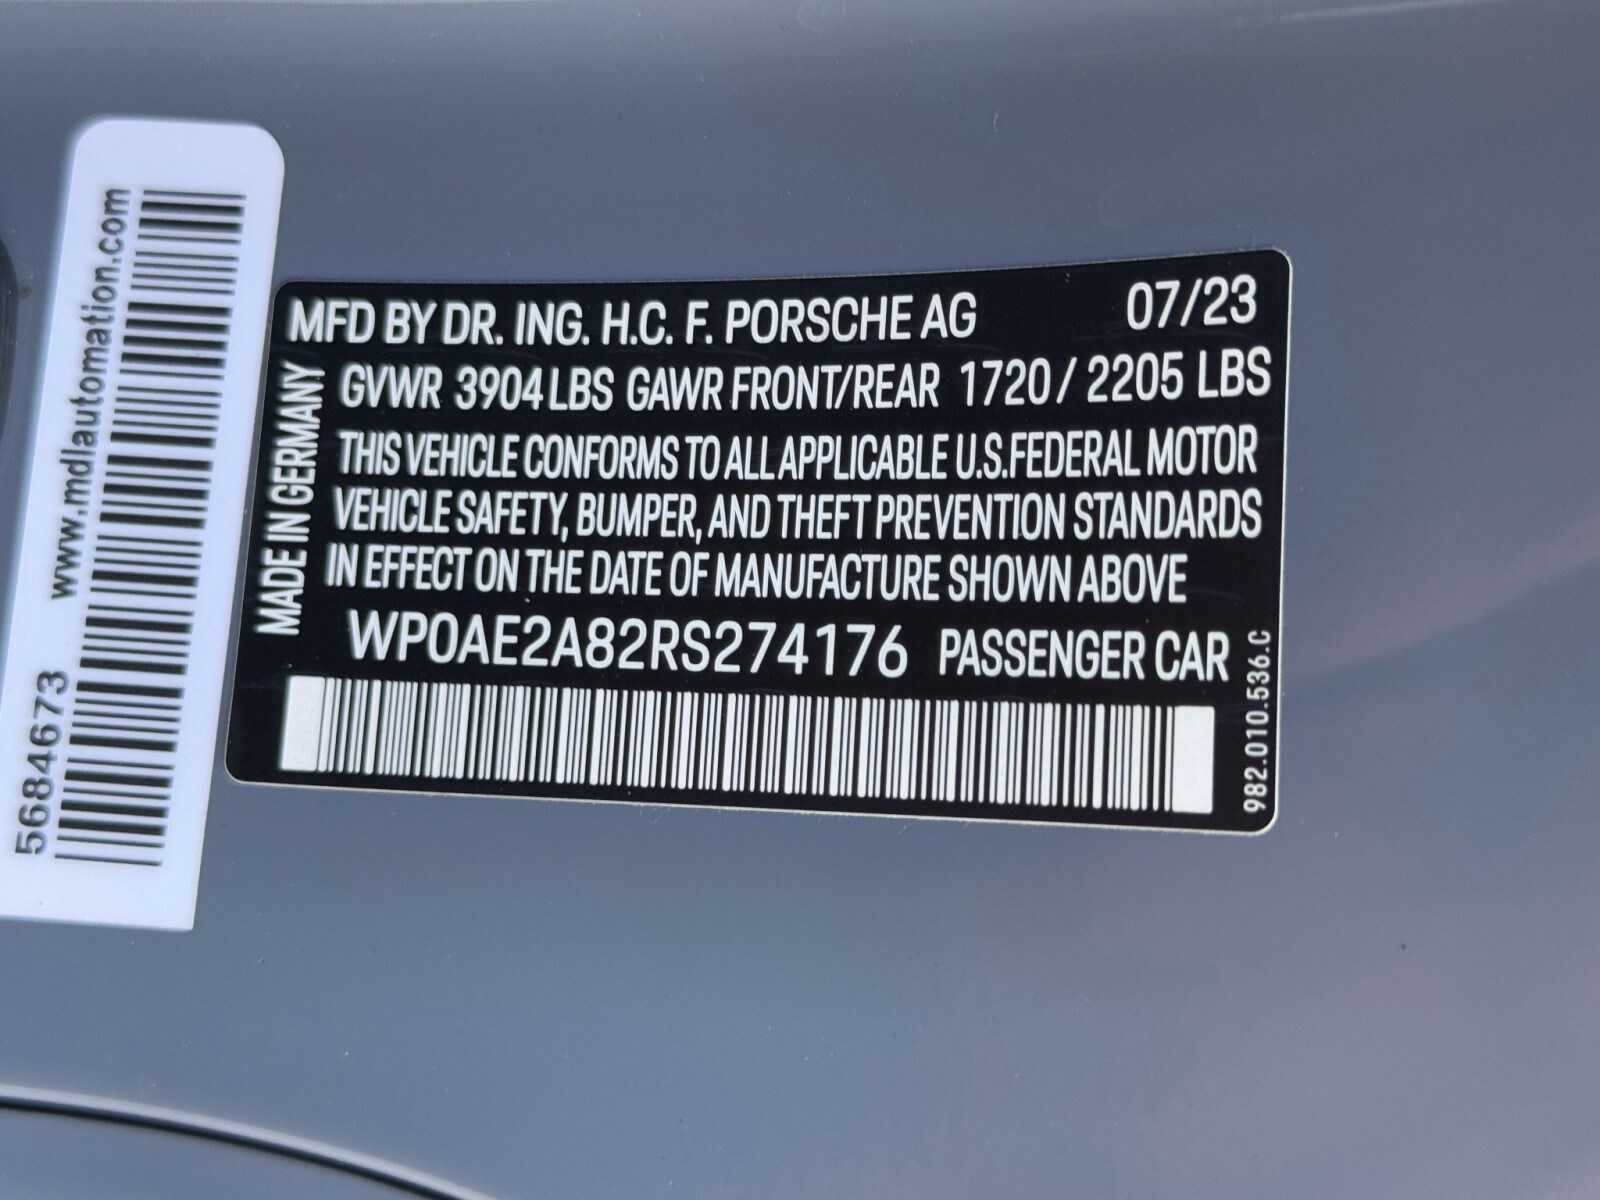 www.mdlautomation.com
5684673
MFD BY DR. ING. H.C. F. PORSCHE AG 07/23
GVWR 3904 LBS GAWR FRONT/REAR 1720 / 2205 LBS
THIS VEHICLE CONFORMS TO ALL APPLICABLE U.S.FEDERAL MOTOR
VEHICLE SAFETY, BUMPER, AND THEFT PREVENTION STANDARDS
IN EFFECT ON THE DATE OF MANUFACTURE SHOWN ABOVE
WP0AE2A82RS274176 PASSENGER CAR
MADE IN GERMANY
982.010.536.C